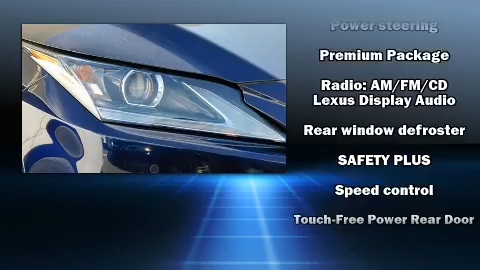 Power steering
Premium Package
Radio: AM/FM/CD
Lexus Display Audio
Rear window defroster
SAFETY PLUS
Speed control
Touch-Free Power Rear Door